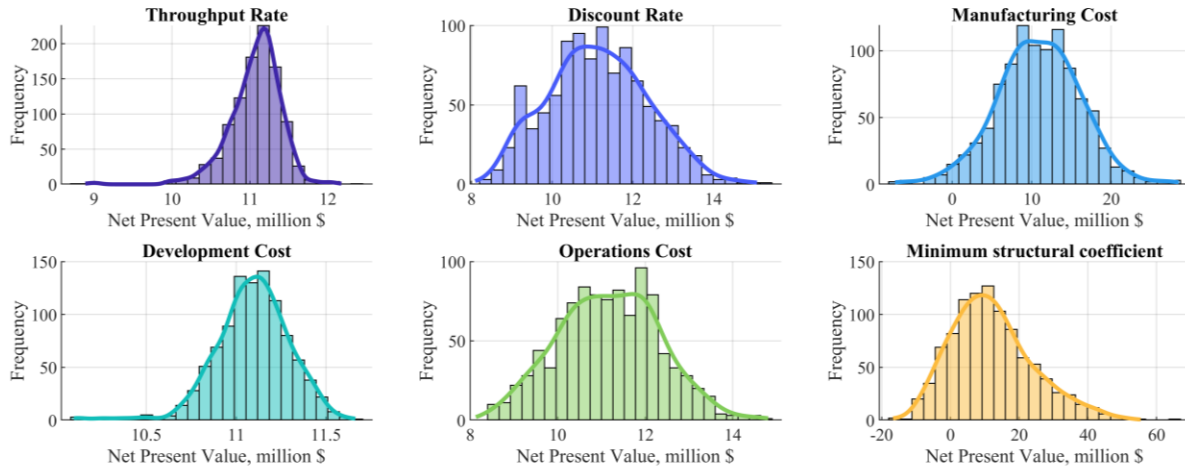 Throughput Rate
Frequency
200
150
100
50
0
9
10
11
12
Net Present Value, million $
Discount Rate
Frequency
100
50
0
8
10
12
14
Net Present Value, million $
Manufacturing Cost
Frequency
100
50
0
0
20
Net Present Value, million $
Development Cost
Frequency
150
100
50
0
10.5
11
11.5
Net Present Value, million $
Operations Cost
Frequency
100
50
0
8
10
12
14
Net Present Value, million $
Minimum structural coefficient
Frequency
150
100
50
0
-20
0
20
40
60
Net Present Value, million $